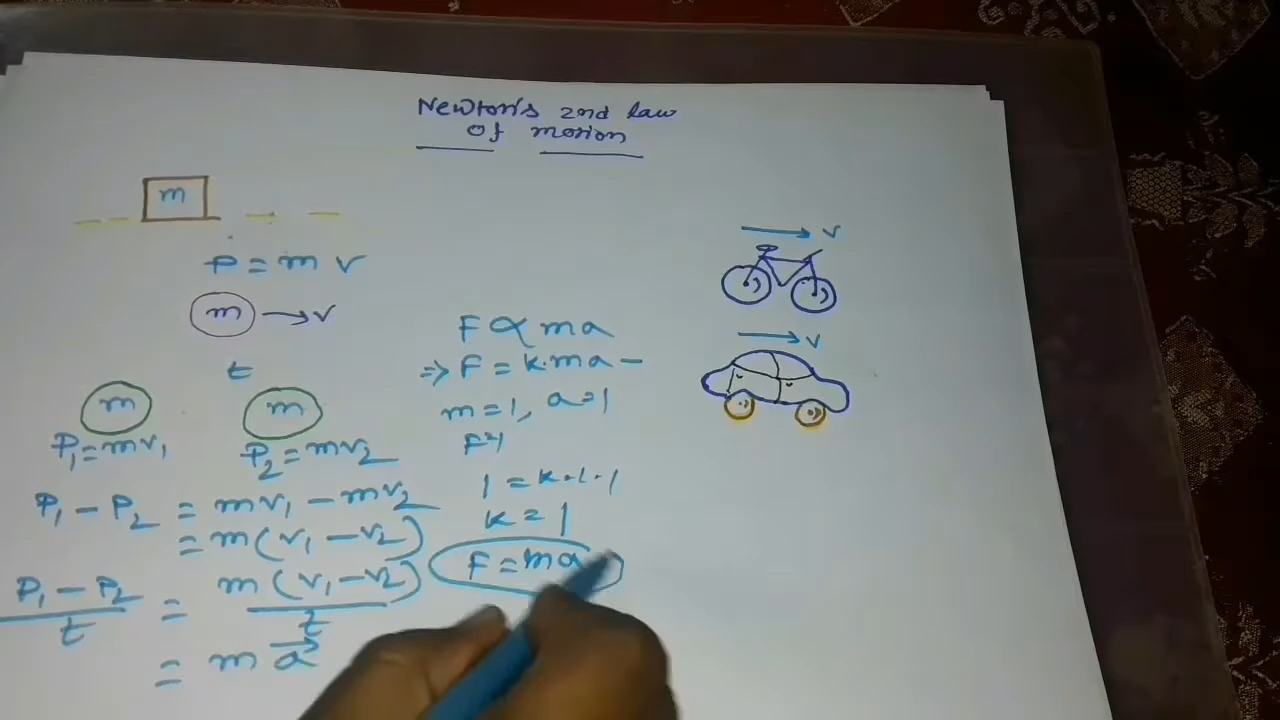 Newton's 2nd law
Of motion
m
P = m v
m → v
t
m
m
P₁ = mv₁
P₂ = mv₂
P₁ - P₂ = mv₁ - mv₂
= m(v₁ - v₂)
P₁ - P₂ / t = m(v₁ - v₂) / t
= m a⃗
F ∝ ma
⇒ F = K·ma -
m = 1, a = 1
F = 1
1 = K·1·1
K = 1
F = ma
→ v
→ v